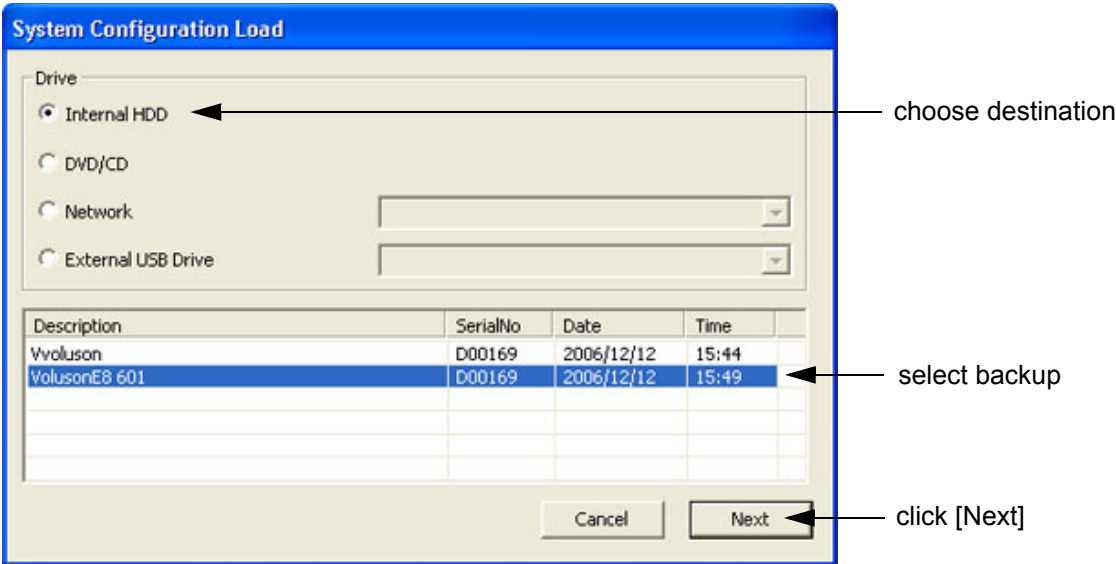 System Configuration Load
Drive
Internal HDD
choose destination
DVD/CD
Network
External USB Drive
Description SerialNo Date Time
Vvoluson D00169 2006/12/12 15:44
VolusonE8 601 D00169 2006/12/12 15:49
select backup
Cancel Next
click [Next]